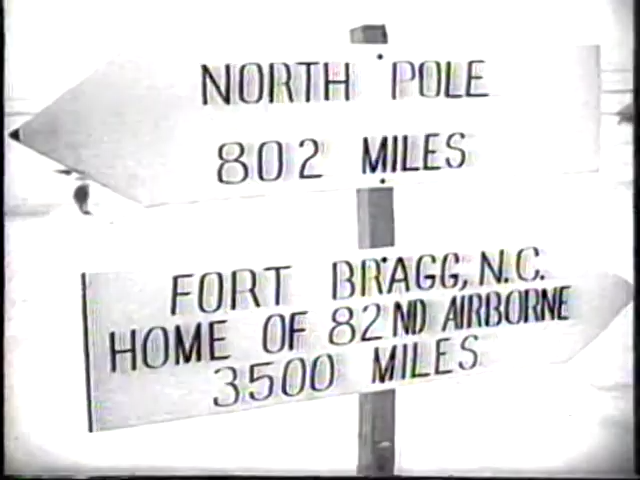 NORTH POLE
802 MILES
FORT BRAGG, N.C.
HOME OF 82ND AIRBORNE
3500 MILES